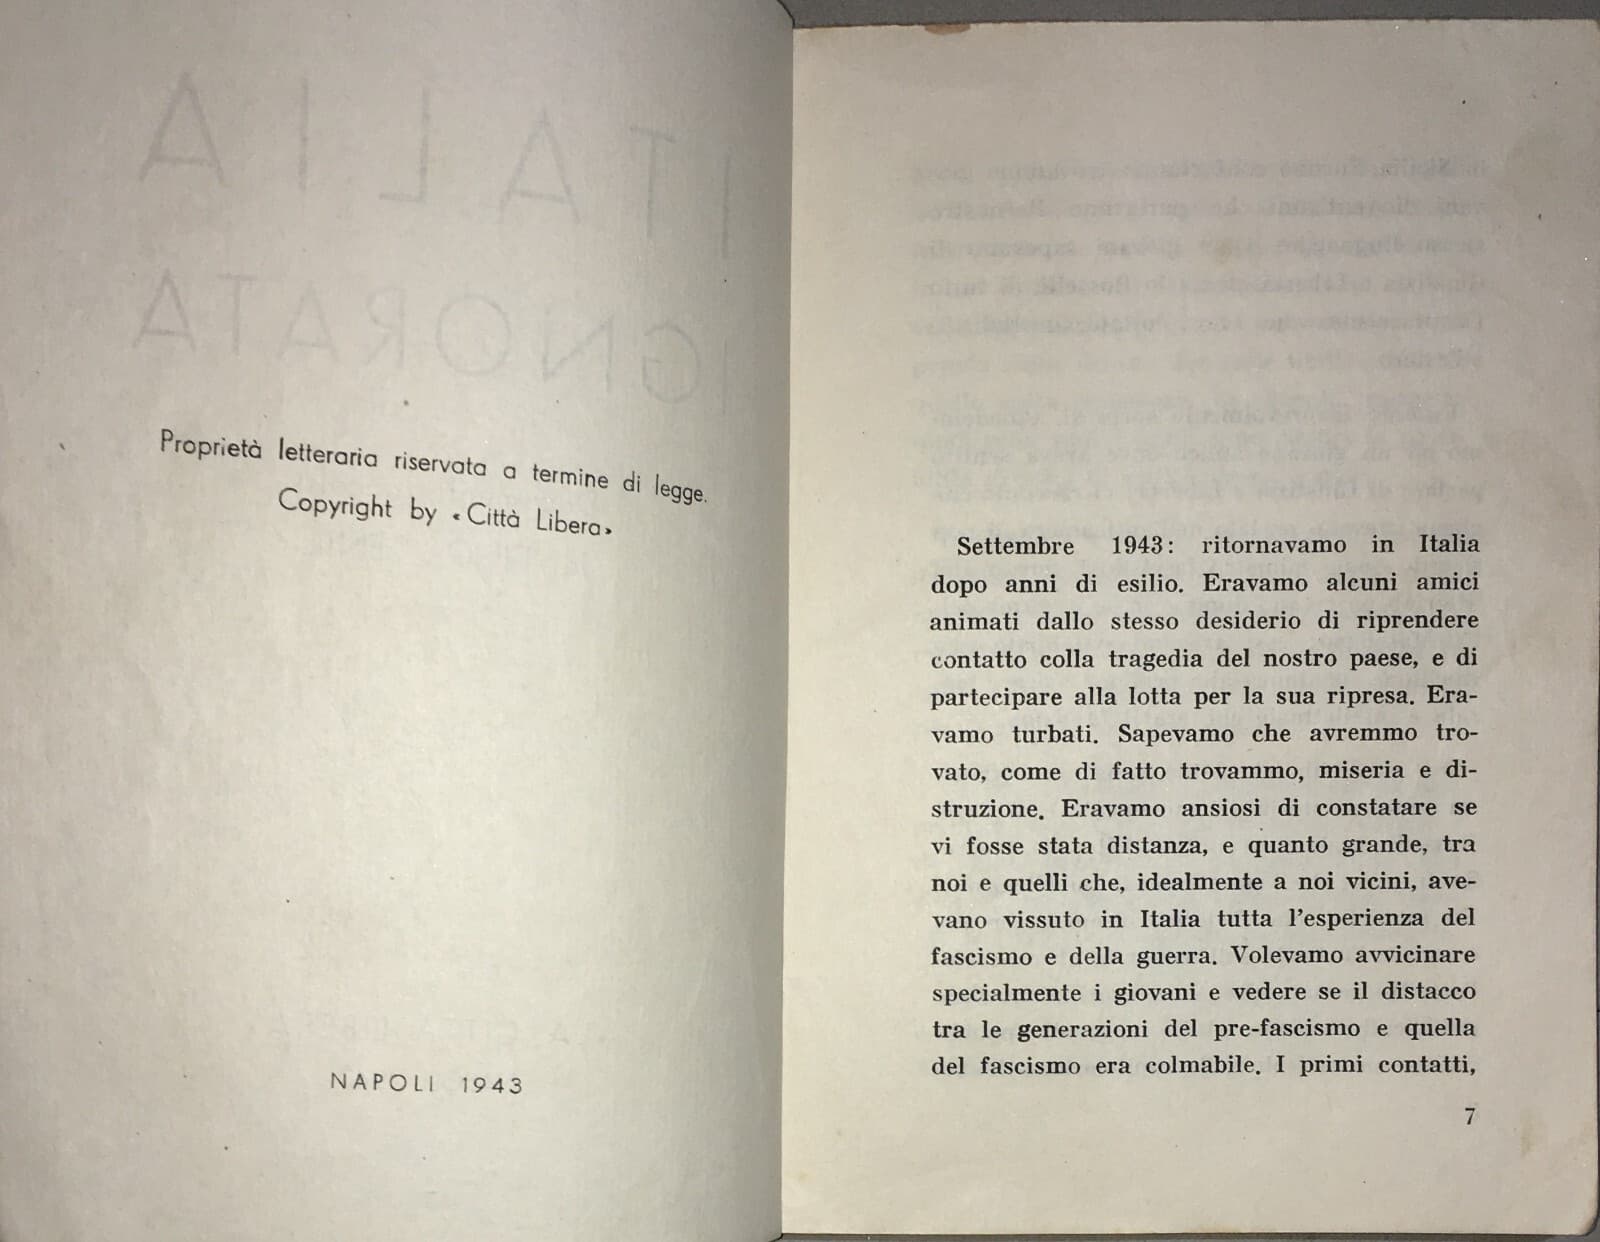 ITALIA
IGNORATA
Proprietà letteraria riservata a termine di legge.
Copyright by «Città Libera»
NAPOLI 1943
Settembre 1943: ritornavamo in Italia
dopo anni di esilio. Eravamo alcuni amici
animati dallo stesso desiderio di riprendere
contatto colla tragedia del nostro paese, e di
partecipare alla lotta per la sua ripresa. Era-
vamo turbati. Sapevamo che avremmo tro-
vato, come di fatto trovammo, miseria e di-
struzione. Eravamo ansiosi di constatare se
vi fosse stata distanza, e quanto grande, tra
noi e quelli che, idealmente a noi vicini, ave-
vano vissuto in Italia tutta l'esperienza del
fascismo e della guerra. Volevamo avvicinare
specialmente i giovani e vedere se il distacco
tra le generazioni del pre-fascismo e quella
del fascismo era colmabile. I primi contatti,
7